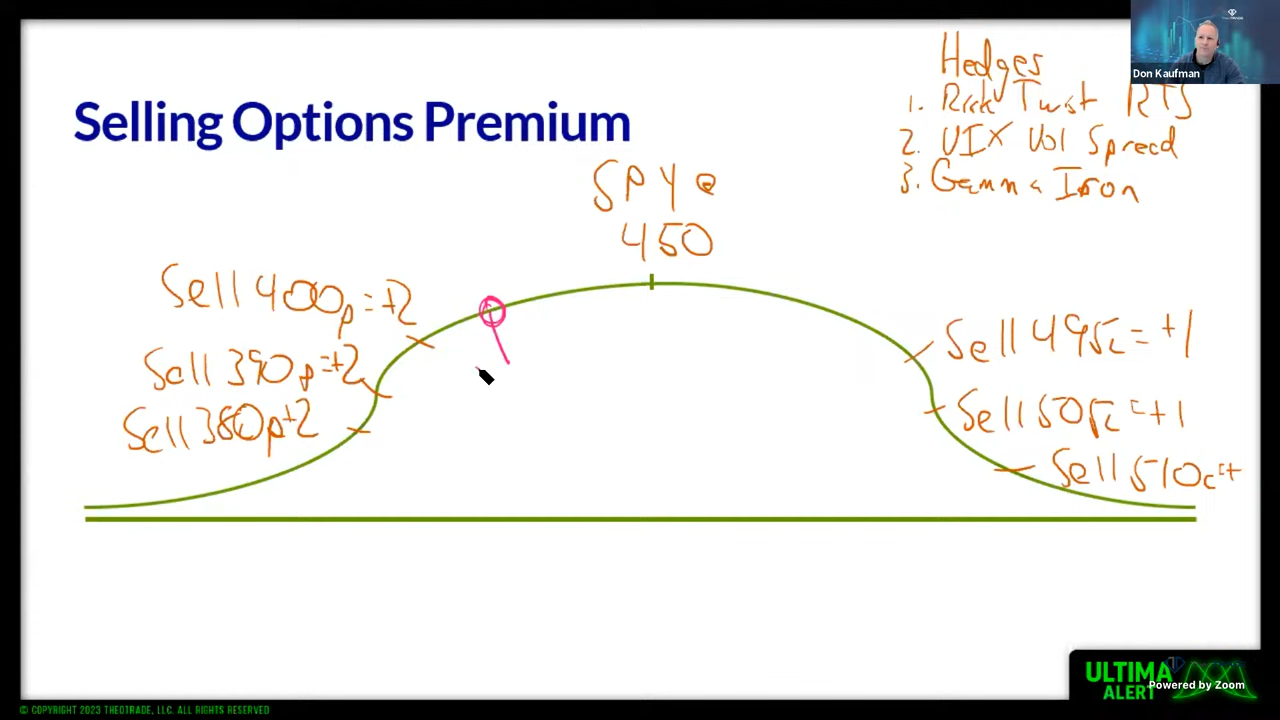 Hedges
Don Kaufman
1. Risk Twist RTS
Selling Options Premium
2. VIX Vol Spread
3. Gamma Iron
SPY @
450
Sell 400p = +2
Sell 495c = +1
Sell 390p = +2
Sell 380p +2
Sell 505c = +1
Sell 510c = +
ULTIMA
ALERT
Powered by Zoom
© COPYRIGHT 2023 THEOTRADE, LLC. ALL RIGHTS RESERVED